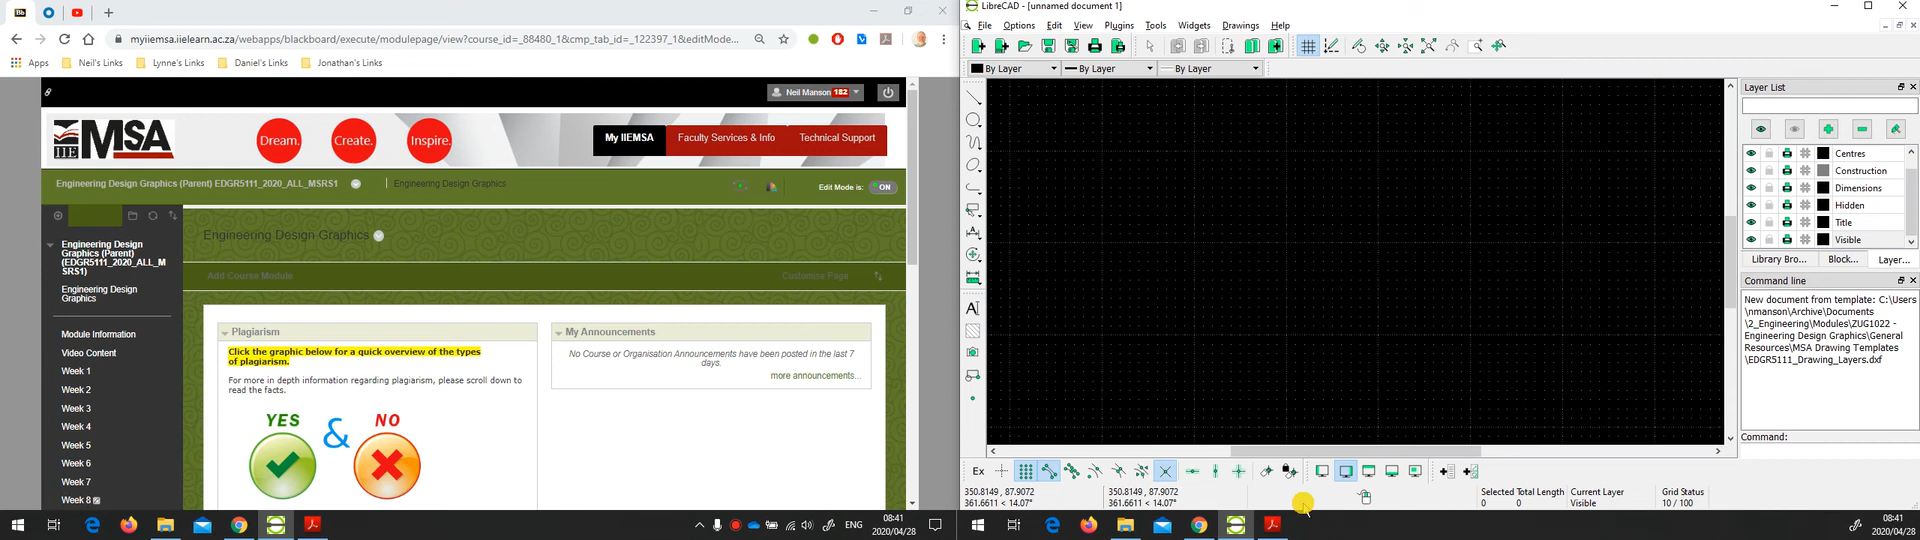 Bb
myiiemsa.iielearn.ac.za/webapps/blackboard/execute/modulepage/view?course_id=_88480_1&cmp_tab_id=_122397_1&editMode...
Apps
Neil's Links
Lynne's Links
Daniel's Links
Jonathan's Links
Neil Manson 182
IIE MSA
Dream.
Create.
Inspire.
My IIEMSA
Faculty Services & Info
Technical Support
Engineering Design Graphics (Parent) EDGR5111_2020_ALL_MSRS1
Engineering Design Graphics
Edit Mode is: ON
Engineering Design
Graphics (Parent)
(EDGR5111_2020_ALL_M
SRS1)
Engineering Design
Graphics
Module Information
Video Content
Week 1
Week 2
Week 3
Week 4
Week 5
Week 6
Week 7
Week 8
Engineering Design Graphics
Add Course Module
Customise Page
Plagiarism
Click the graphic below for a quick overview of the types
of plagiarism.
For more in depth information regarding plagiarism, please scroll down to
read the facts.
YES & NO
My Announcements
No Course or Organisation Announcements have been posted in the last 7
days.
more announcements...
ENG
08:41
2020/04/28
LibreCAD - [unnamed document 1]
File Options Edit View Plugins Tools Widgets Drawings Help
By Layer
By Layer
By Layer
A
Layer List
Centres
Construction
Dimensions
Hidden
Title
Visible
Library Bro...
Block...
Layer...
Command line
New document from template: C:\Users
\nmanson\Archive\Documents
\2_Engineering\Modules\ZUG1022 -
Engineering Design Graphics\General
Resources\MSA Drawing Templates
\EDGR5111_Drawing_Layers.dxf
Command:
Ex
350.8149 , 87.9072
361.6611 < 14.07°
350.8149 , 87.9072
361.6611 < 14.07°
Selected Total Length
0 0
Current Layer
Visible
Grid Status
10 / 100
08:41
2020/04/28